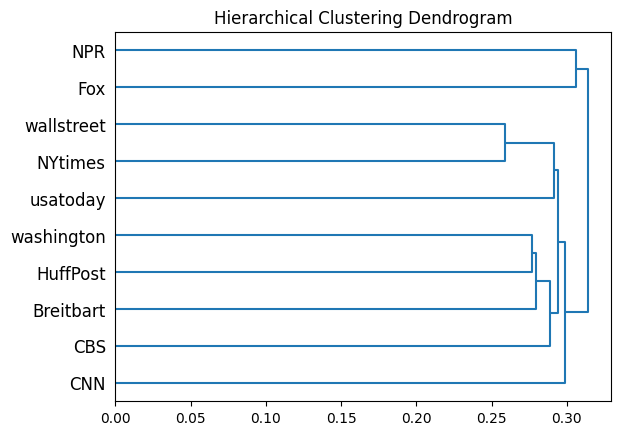 Hierarchical Clustering Dendrogram
NPR
Fox
wallstreet
NYtimes
usatoday
washington
HuffPost
Breitbart
CBS
CNN
0.00 0.05 0.10 0.15 0.20 0.25 0.30